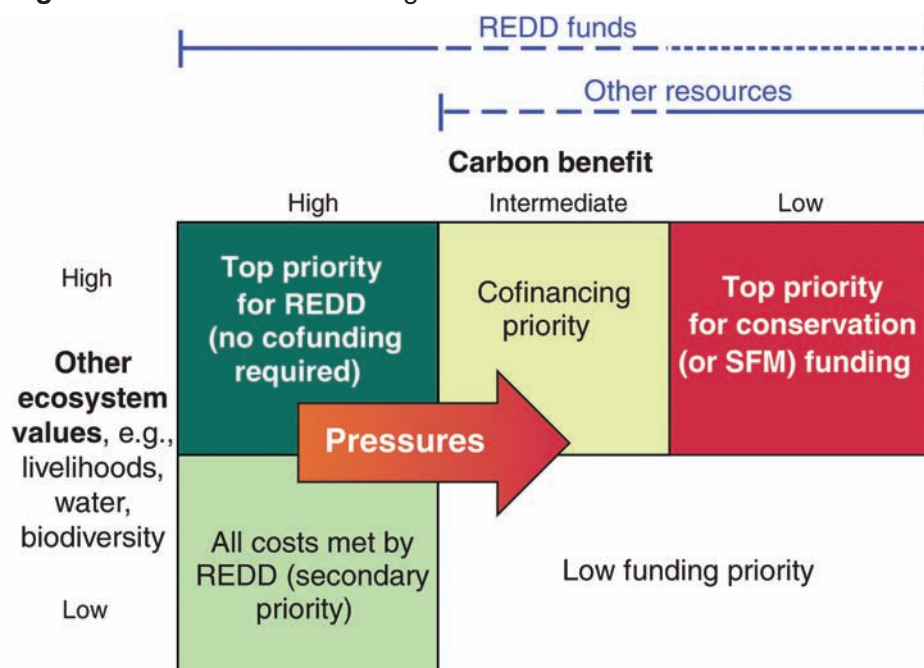 REDD funds
Other resources
Carbon benefit
High
Intermediate
Low
High
Other
ecosystem
values, e.g.,
livelihoods,
water,
biodiversity
Low
Top priority
for REDD
(no cofunding
required)
Cofinancing
priority
Top priority
for conservation
(or SFM) funding
Pressures
All costs met by
REDD (secondary
priority)
Low funding priority